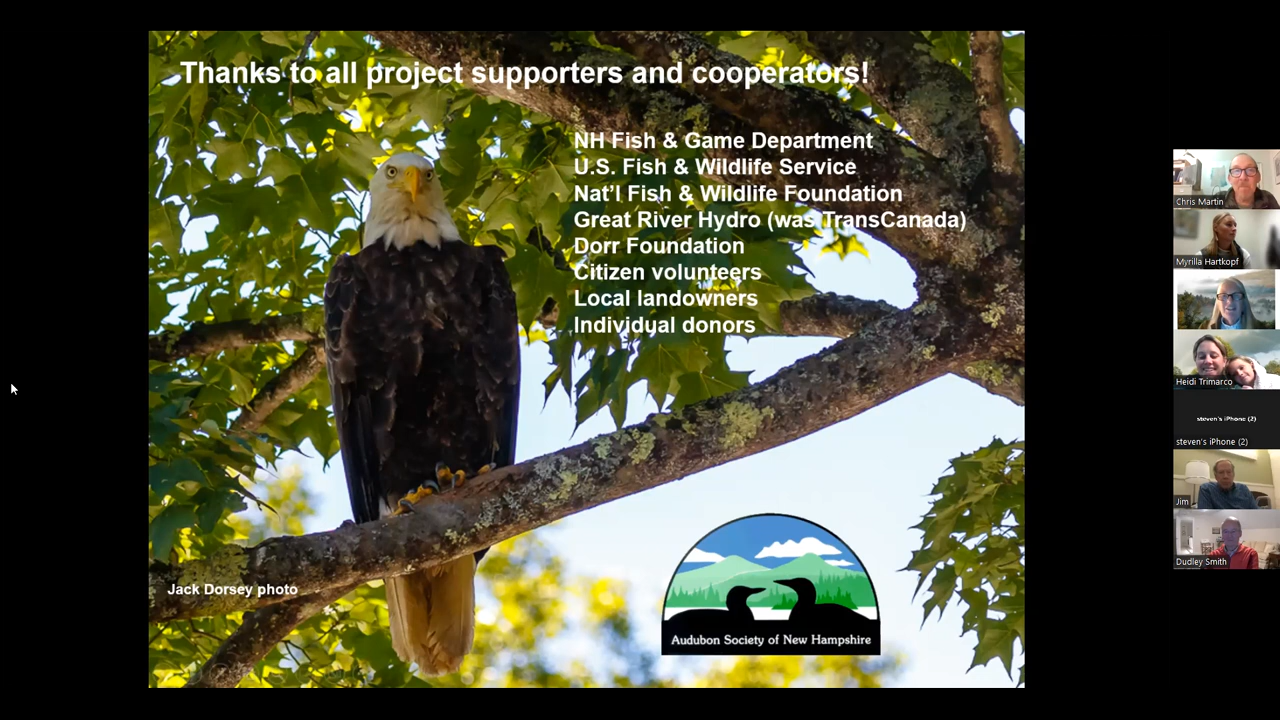 Thanks to all project supporters and cooperators!
NH Fish & Game Department
U.S. Fish & Wildlife Service
Nat'l Fish & Wildlife Foundation
Great River Hydro (was TransCanada)
Dorr Foundation
Citizen volunteers
Local landowners
Individual donors
Jack Dorsey photo
Audubon Society of New Hampshire
Chris Martin
Myrilla Hartkopf
Heidi Trimarco
steven's iPhone (2)
steven's iPhone (2)
Jim
Dudley Smith